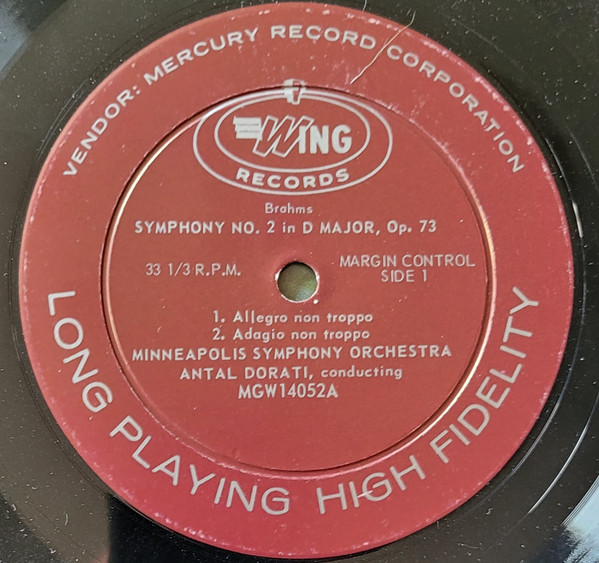 VENDOR: MERCURY RECORD CORPORATION
WING
RECORDS
Brahms
SYMPHONY NO. 2 in D MAJOR, Op. 73
33 1/3 R.P.M.
MARGIN CONTROL
SIDE 1
1. Allegro non troppo
2. Adagio non troppo
MINNEAPOLIS SYMPHONY ORCHESTRA
ANTAL DORATI, conducting
MGW14052A
LONG PLAYING HIGH FIDELITY